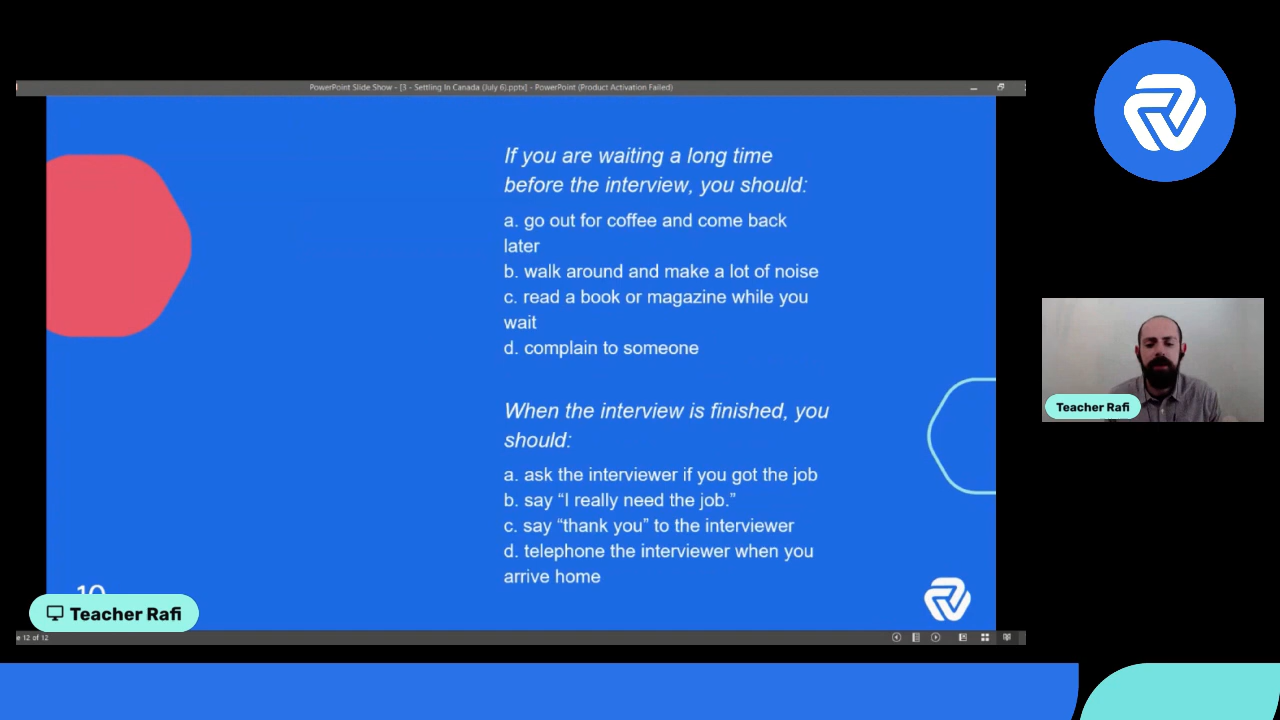 PowerPoint Slide Show - [3 - Settling In Canada (July 6).pptx] - PowerPoint (Product Activation Failed)
If you are waiting a long time
before the interview, you should:
a. go out for coffee and come back
later
b. walk around and make a lot of noise
c. read a book or magazine while you
wait
d. complain to someone
When the interview is finished, you
should:
a. ask the interviewer if you got the job
b. say “I really need the job.”
c. say “thank you” to the interviewer
d. telephone the interviewer when you
arrive home
Teacher Rafi
Teacher Rafi
12 of 12